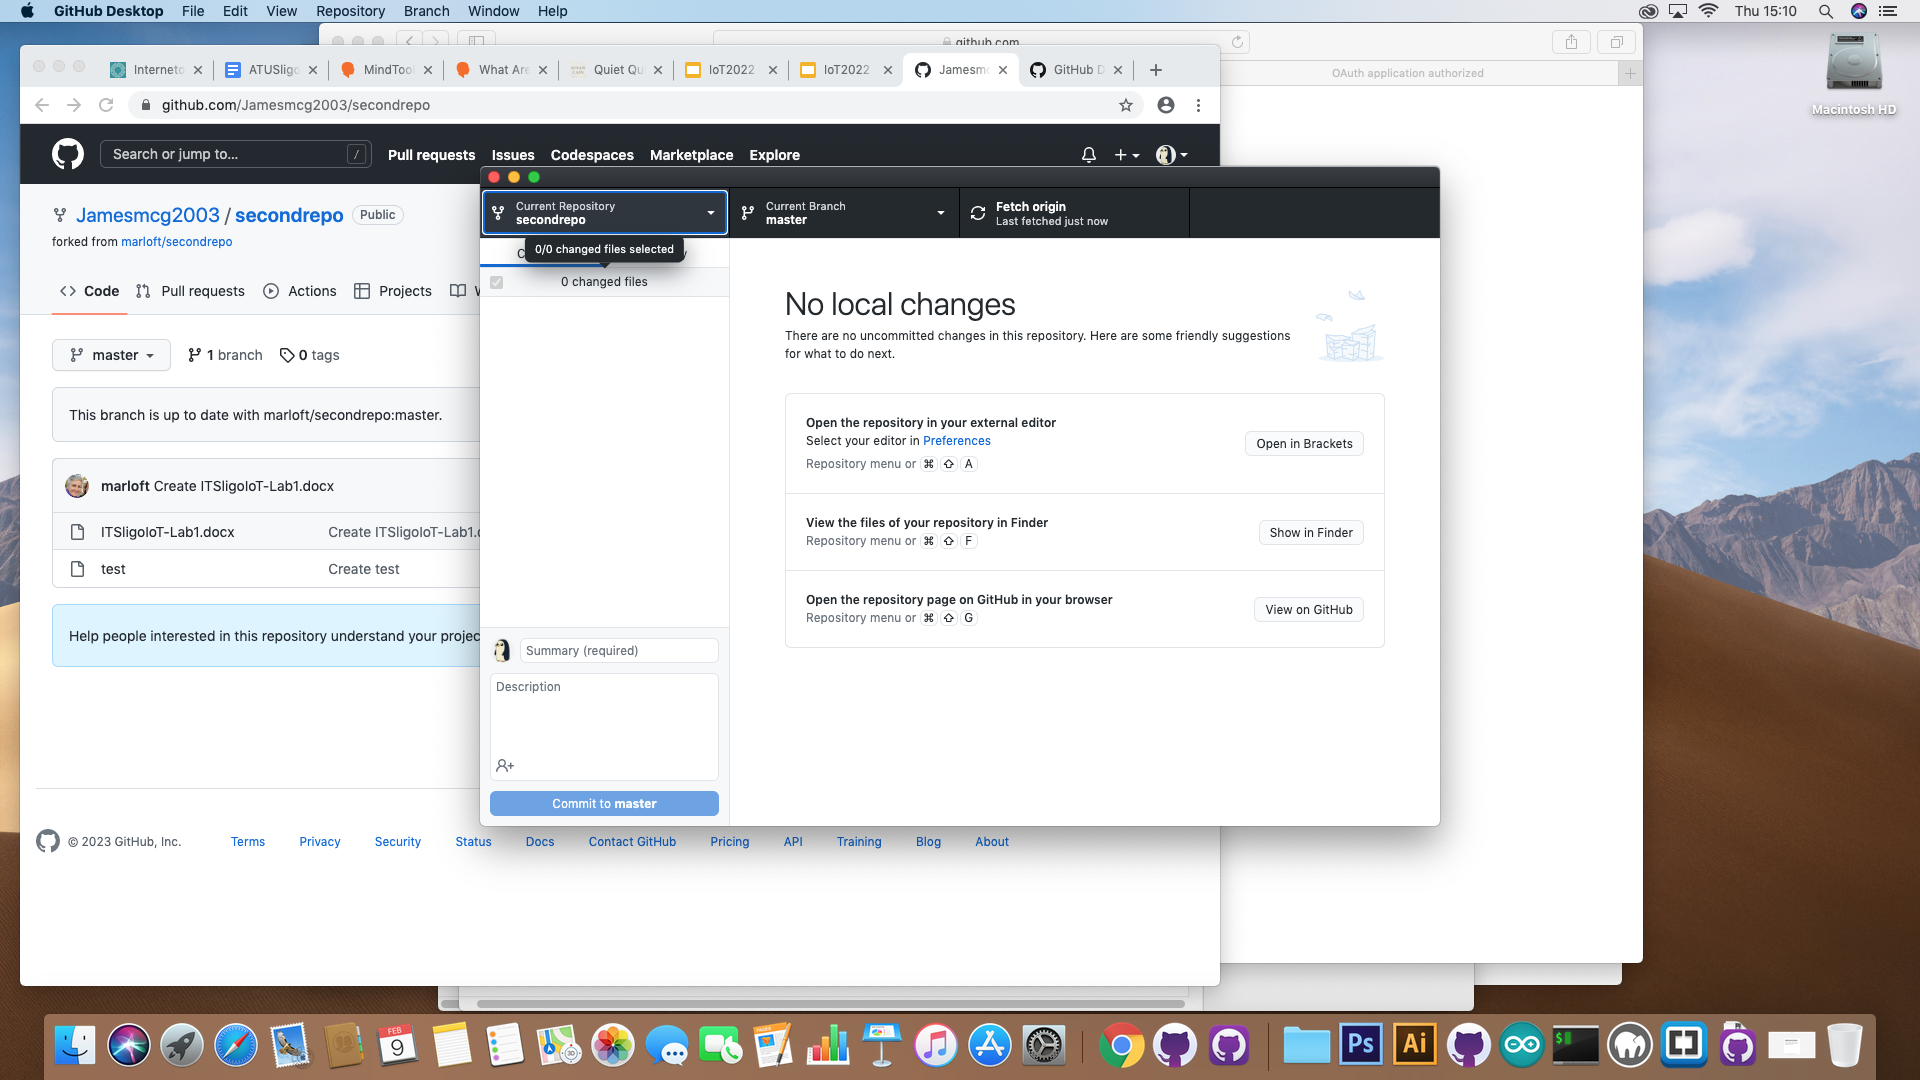 GitHub Desktop File Edit View Repository Branch Window Help
Thu 15:10
github.com
OAuth application authorized
Macintosh HD
Interneto ATUSligo MindTool What Are Quiet Qu IoT2022 IoT2022 Jamesmc GitHub D
github.com/Jamesmcg2003/secondrepo
Search or jump to... / Pull requests Issues Codespaces Marketplace Explore
Jamesmcg2003 / secondrepo Public
forked from marloft/secondrepo
Code Pull requests Actions Projects W
master 1 branch 0 tags
This branch is up to date with marloft/secondrepo:master.
marloft Create ITSligoIoT-Lab1.docx
ITSligoIoT-Lab1.docx Create ITSligoIoT-Lab1.
test Create test
Help people interested in this repository understand your projec
© 2023 GitHub, Inc. Terms Privacy Security Status Docs Contact GitHub Pricing API Training Blog About
Current Repository
secondrepo
Current Branch
master
Fetch origin
Last fetched just now
0/0 changed files selected
0 changed files
Summary (required)
Description
Commit to master
No local changes
There are no uncommitted changes in this repository. Here are some friendly suggestions
for what to do next.
Open the repository in your external editor
Select your editor in Preferences
Repository menu or ⌘ ⇧ A
Open in Brackets
View the files of your repository in Finder
Repository menu or ⌘ ⇧ F
Show in Finder
Open the repository page on GitHub in your browser
Repository menu or ⌘ ⇧ G
View on GitHub
FEB
9
PAGES
Ps
Ai